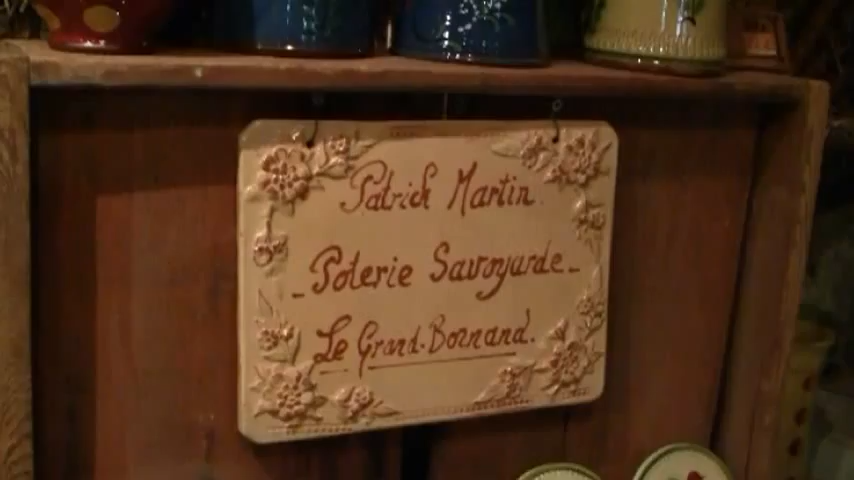 Patrick Martin.
- Poterie Savoyarde -
Le Grand-Bornand.